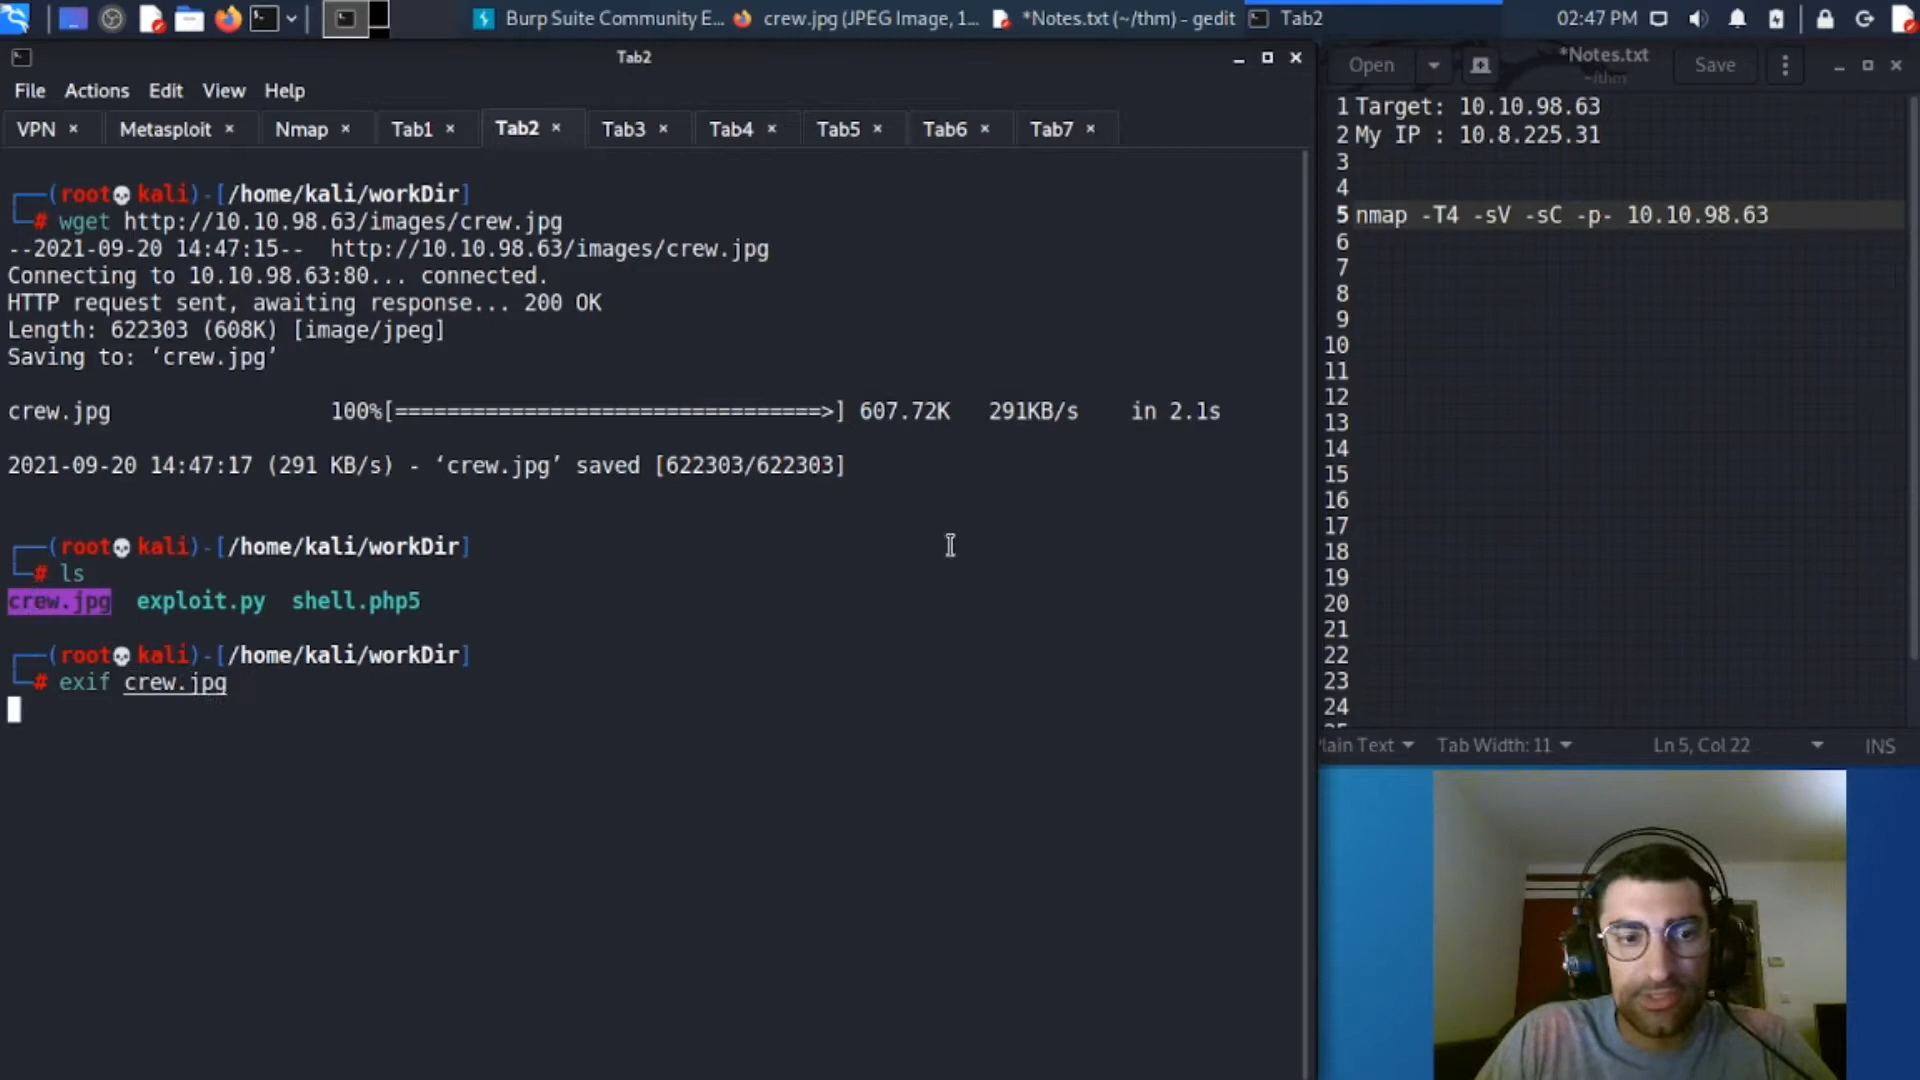 Burp Suite Community E...
crew.jpg (JPEG Image, 1...
*Notes.txt (~/thm) - gedit
Tab2
02:47 PM
Tab2
File Actions Edit View Help
VPN × Metasploit × Nmap × Tab1 × Tab2 × Tab3 × Tab4 × Tab5 × Tab6 × Tab7 ×
┌──(root💀kali)-[/home/kali/workDir]
└─# wget http://10.10.98.63/images/crew.jpg
--2021-09-20 14:47:15--  http://10.10.98.63/images/crew.jpg
Connecting to 10.10.98.63:80... connected.
HTTP request sent, awaiting response... 200 OK
Length: 622303 (608K) [image/jpeg]
Saving to: ‘crew.jpg’
crew.jpg 100%[=================================>] 607.72K 291KB/s in 2.1s
2021-09-20 14:47:17 (291 KB/s) - ‘crew.jpg’ saved [622303/622303]
┌──(root💀kali)-[/home/kali/workDir]
└─# ls
crew.jpg exploit.py shell.php5
┌──(root💀kali)-[/home/kali/workDir]
└─# exif crew.jpg
Open
*Notes.txt
~/thm
Save
1 Target: 10.10.98.63
2 My IP : 10.8.225.31
3
4
5 nmap -T4 -sV -sC -p- 10.10.98.63
6
7
8
9
10
11
12
13
14
15
16
17
18
19
20
21
22
23
24
Plain Text Tab Width: 11 Ln 5, Col 22 INS